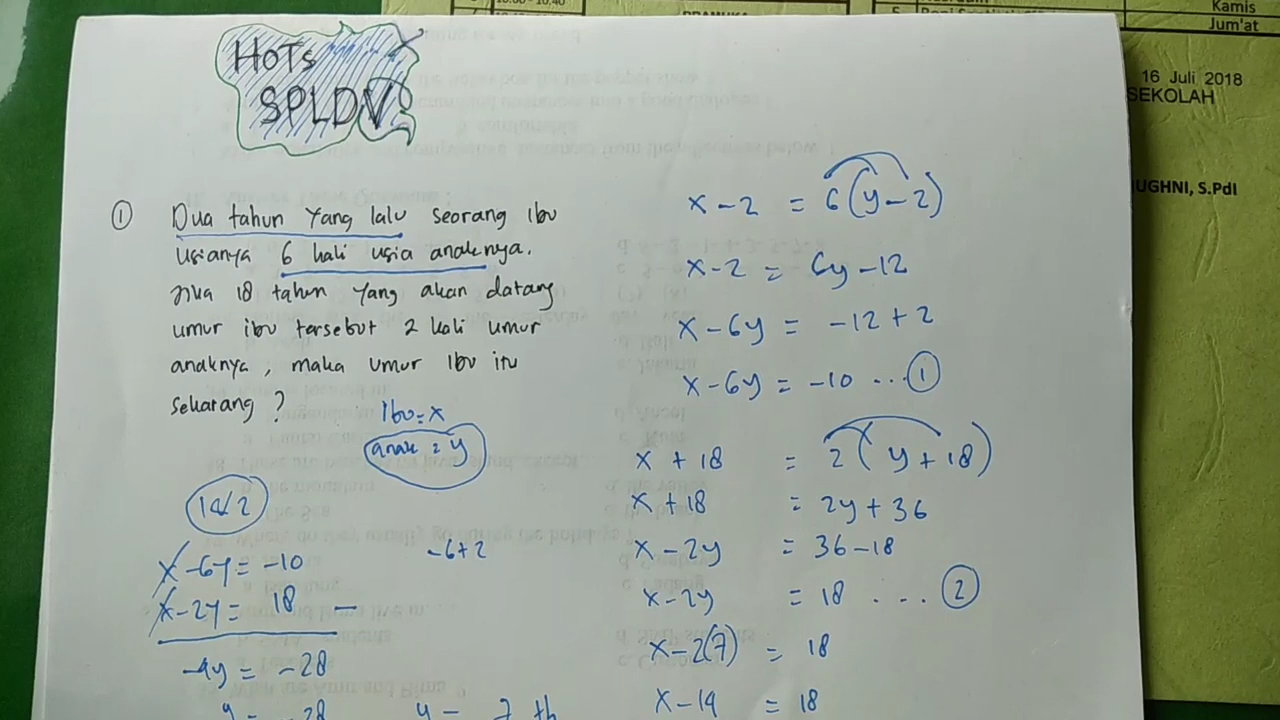 HOTs
SPLDV
① Dua tahun yang lalu seorang ibu
usianya 6 kali usia anaknya.
Jika 18 tahun yang akan datang
umur ibu tersebut 2 kali umur
anaknya, maka umur Ibu itu
sekarang ?
Ibu = x
anak = y
1&2
x - 6y = -10
x - 2y = 18 -
-4y = -28
-28
7 th
-6+2
x - 2 = 6(y - 2)
x - 2 = 6y - 12
x - 6y = -12 + 2
x - 6y = -10 ... ①
x + 18 = 2(y + 18)
x + 18 = 2y + 36
x - 2y = 36 - 18
x - 2y = 18 .... ②
x - 2(7) = 18
x - 14 = 18
Kamis
Jum'at
16 Juli 2018
SEKOLAH
UGHNI, S.PdI